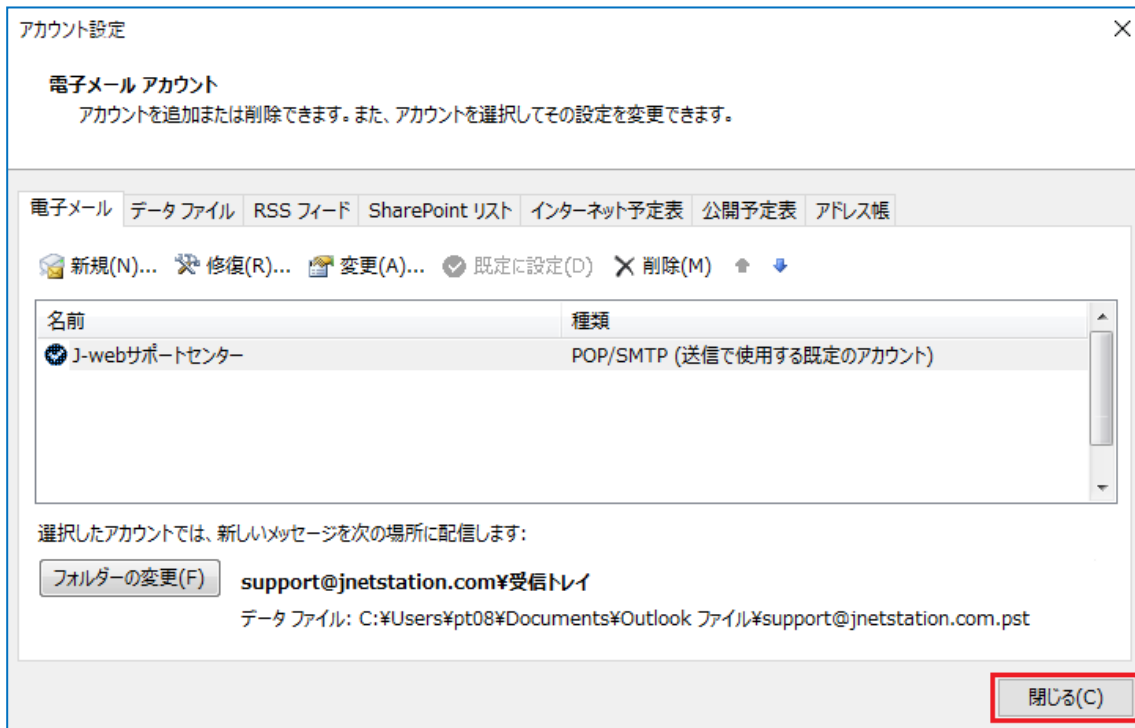 アカウント設定
電子メール アカウント
アカウントを追加または削除できます。また、アカウントを選択してその設定を変更できます。
電子メール データ ファイル RSS フィード SharePoint リスト インターネット予定表 公開予定表 アドレス帳
新規(N)... 修復(R)... 変更(A)... 既定に設定(D) 削除(M)
名前 種類
J-webサポートセンター POP/SMTP (送信で使用する既定のアカウント)
選択したアカウントでは、新しいメッセージを次の場所に配信します:
フォルダーの変更(F) support@jnetstation.com¥受信トレイ
データ ファイル: C:¥Users¥pt08¥Documents¥Outlook ファイル¥support@jnetstation.com.pst
閉じる(C)